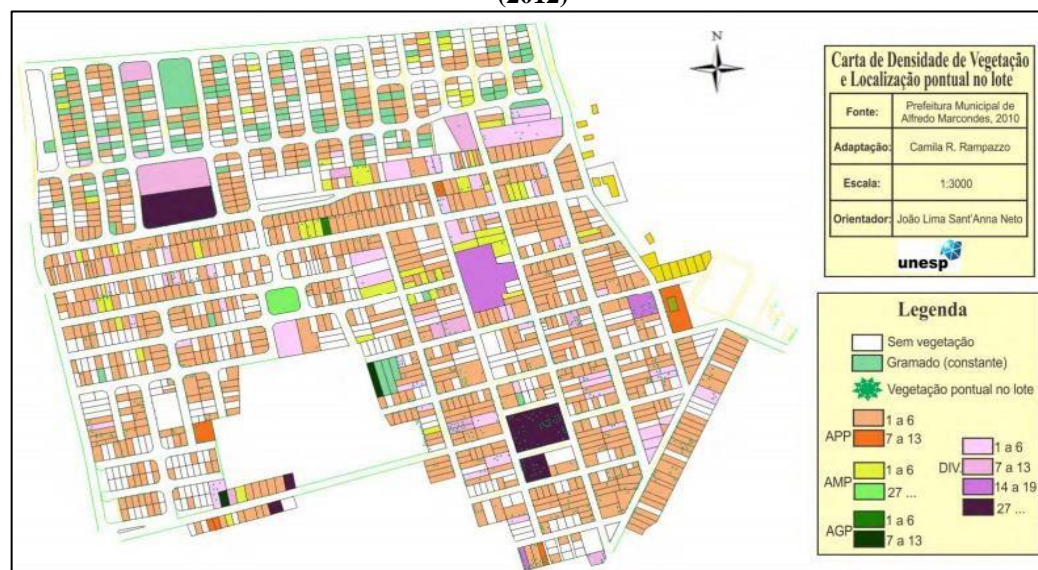 (2012)
N
Carta de Densidade de Vegetação
e Localização pontual no lote
Fonte:
Prefeitura Municipal de
Alfredo Marcondes, 2010
Adaptação:
Camila R. Rampazzo
Escala:
1:3000
Orientador:
João Lima Sant'Anna Neto
unesp
Legenda
Sem vegetação
Gramado (constante)
Vegetação pontual no lote
APP
1 a 6
7 a 13
AMP
1 a 6
27 ...
AGP
1 a 6
7 a 13
DIV.
1 a 6
7 a 13
14 a 19
27 ...